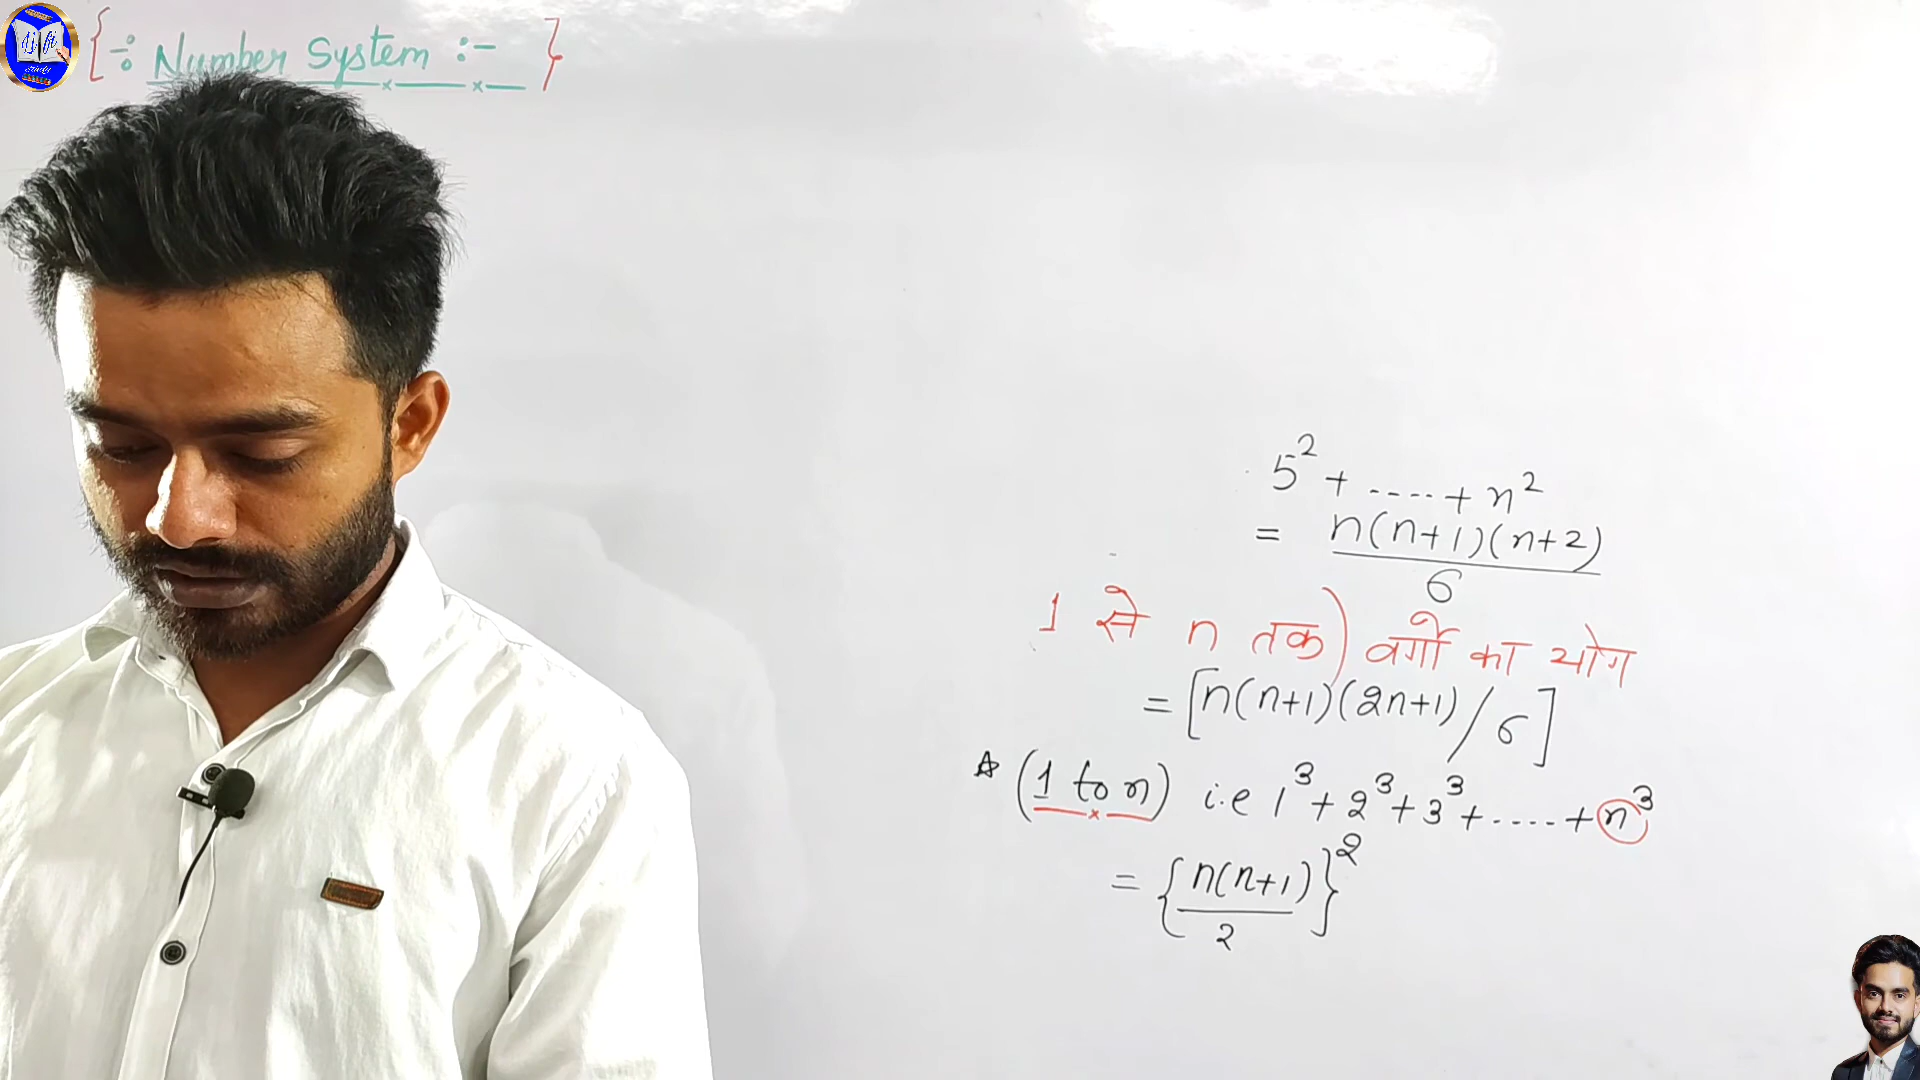 { ÷ Number System :- }
5² + ---- + n²
= n(n+1)(n+2)
6
1 से n तक) वर्गो का योग
= [n(n+1)(2n+1)/6]
☆ (1 to n) i.e 1³ + 2³ + 3³ + ---- + n³
= {n(n+1)/2}²